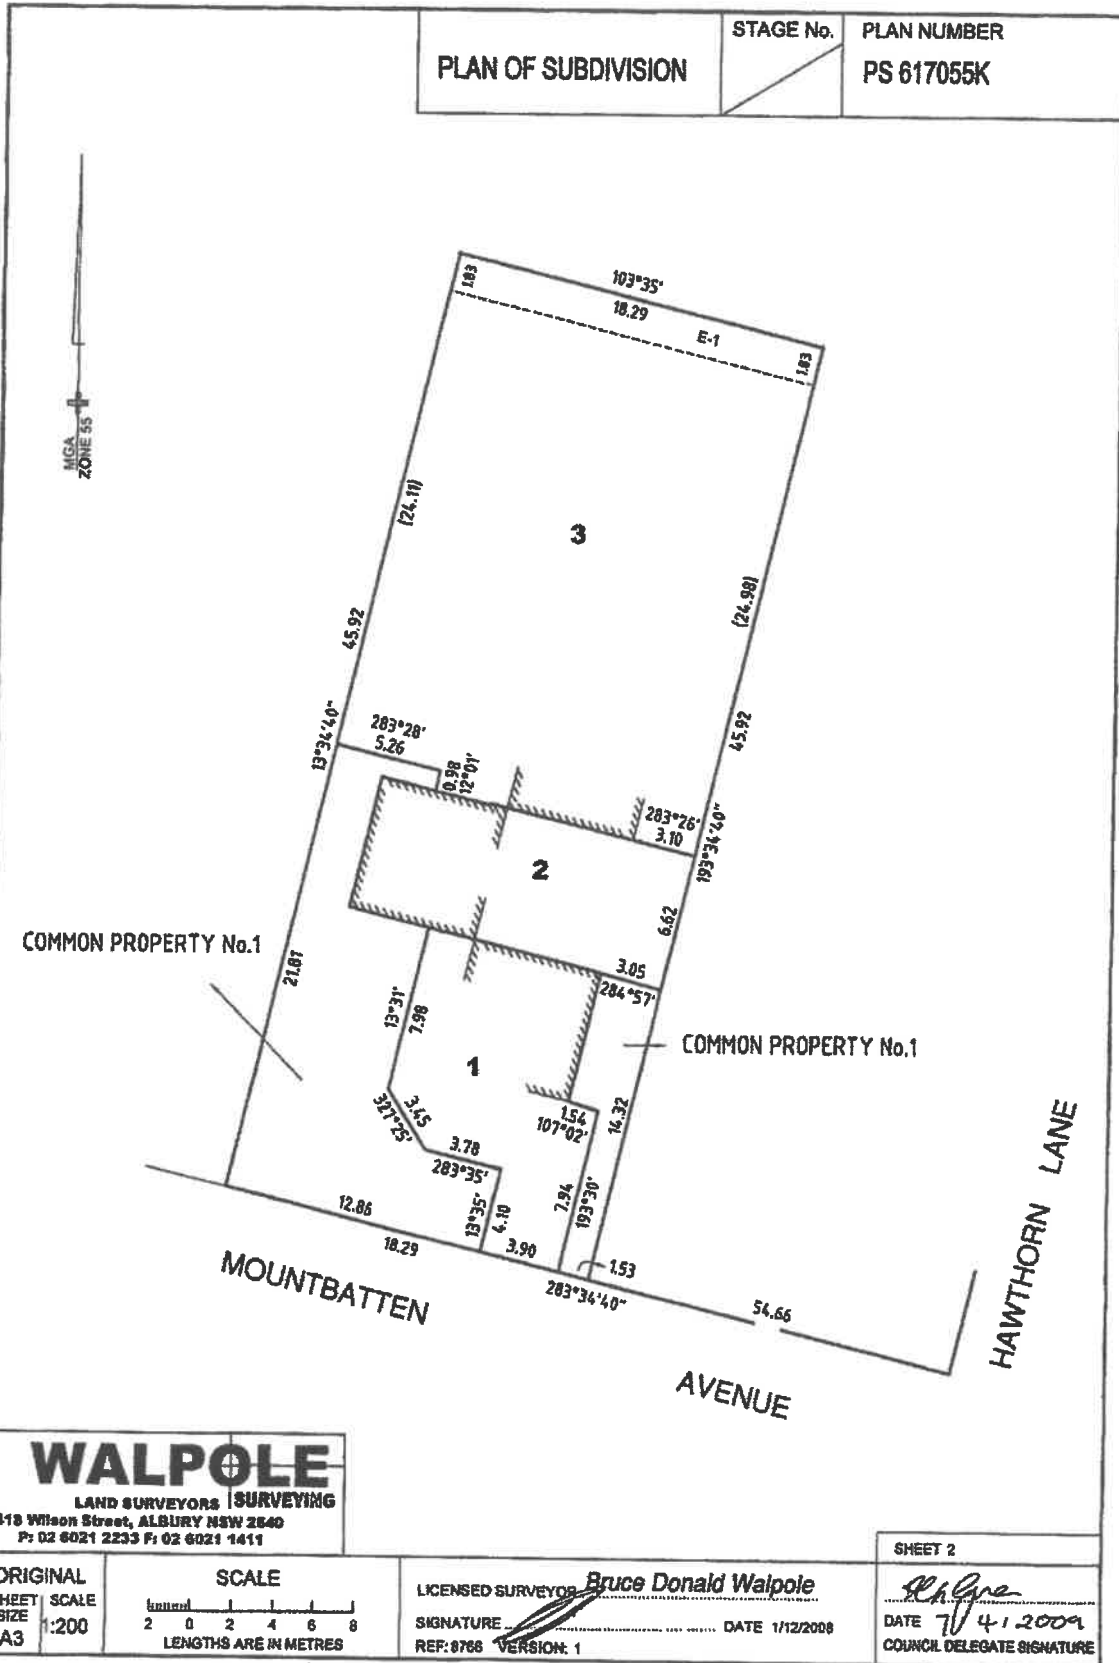 PLAN OF SUBDIVISION
STAGE No.
PLAN NUMBER
PS 617055K
MGA
ZONE 55
1.83
103°35'
18.29
E-1
1.83
(24.11)
3
(24.98)
45.92
45.92
13°34'40"
283°28'
5.26
0.98
12°01'
283°26'
3.10
193°34'40"
2
6.62
COMMON PROPERTY No.1
21.81
3.05
284°57'
13°31'
7.98
COMMON PROPERTY No.1
1
3.45
327°25'
1.54
107°02'
14.32
3.78
283°35'
13°35'
4.10
7.94
193°30'
12.86
18.29
3.90
1.53
283°34'40"
54.66
MOUNTBATTEN
AVENUE
HAWTHORN LANE
WALPOLE
LAND SURVEYORS SURVEYING
418 Wilson Street, ALBURY NSW 2640
P: 02 6021 2233 F: 02 6021 1411
ORIGINAL
SHEET SIZE
A3
SCALE
1:200
SCALE
2 0 2 4 6 8
LENGTHS ARE IN METRES
LICENSED SURVEYOR Bruce Donald Walpole
SIGNATURE DATE 1/12/2008
REF: 8766 VERSION: 1
SHEET 2
DATE 7/4/2009
COUNCIL DELEGATE SIGNATURE